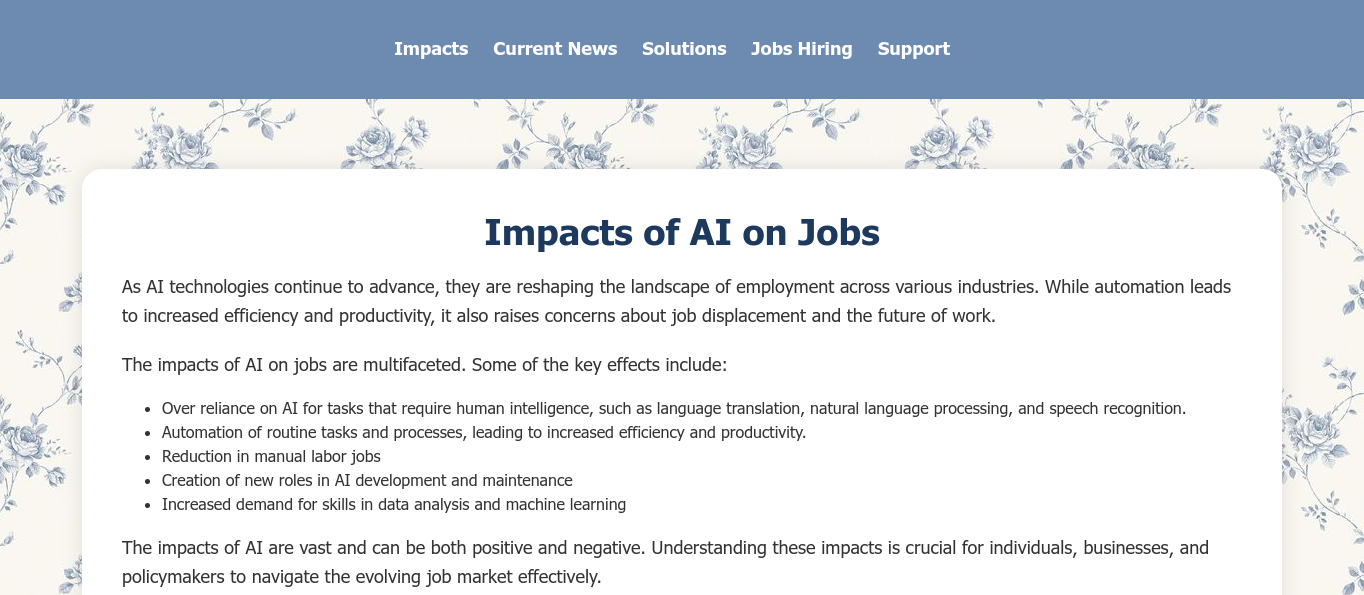 Impacts Current News Solutions Jobs Hiring Support
Impacts of AI on Jobs
As AI technologies continue to advance, they are reshaping the landscape of employment across various industries. While automation leads
to increased efficiency and productivity, it also raises concerns about job displacement and the future of work.
The impacts of AI on jobs are multifaceted. Some of the key effects include:
• Over reliance on AI for tasks that require human intelligence, such as language translation, natural language processing, and speech recognition.
• Automation of routine tasks and processes, leading to increased efficiency and productivity.
• Reduction in manual labor jobs
• Creation of new roles in AI development and maintenance
• Increased demand for skills in data analysis and machine learning
The impacts of AI are vast and can be both positive and negative. Understanding these impacts is crucial for individuals, businesses, and
policymakers to navigate the evolving job market effectively.